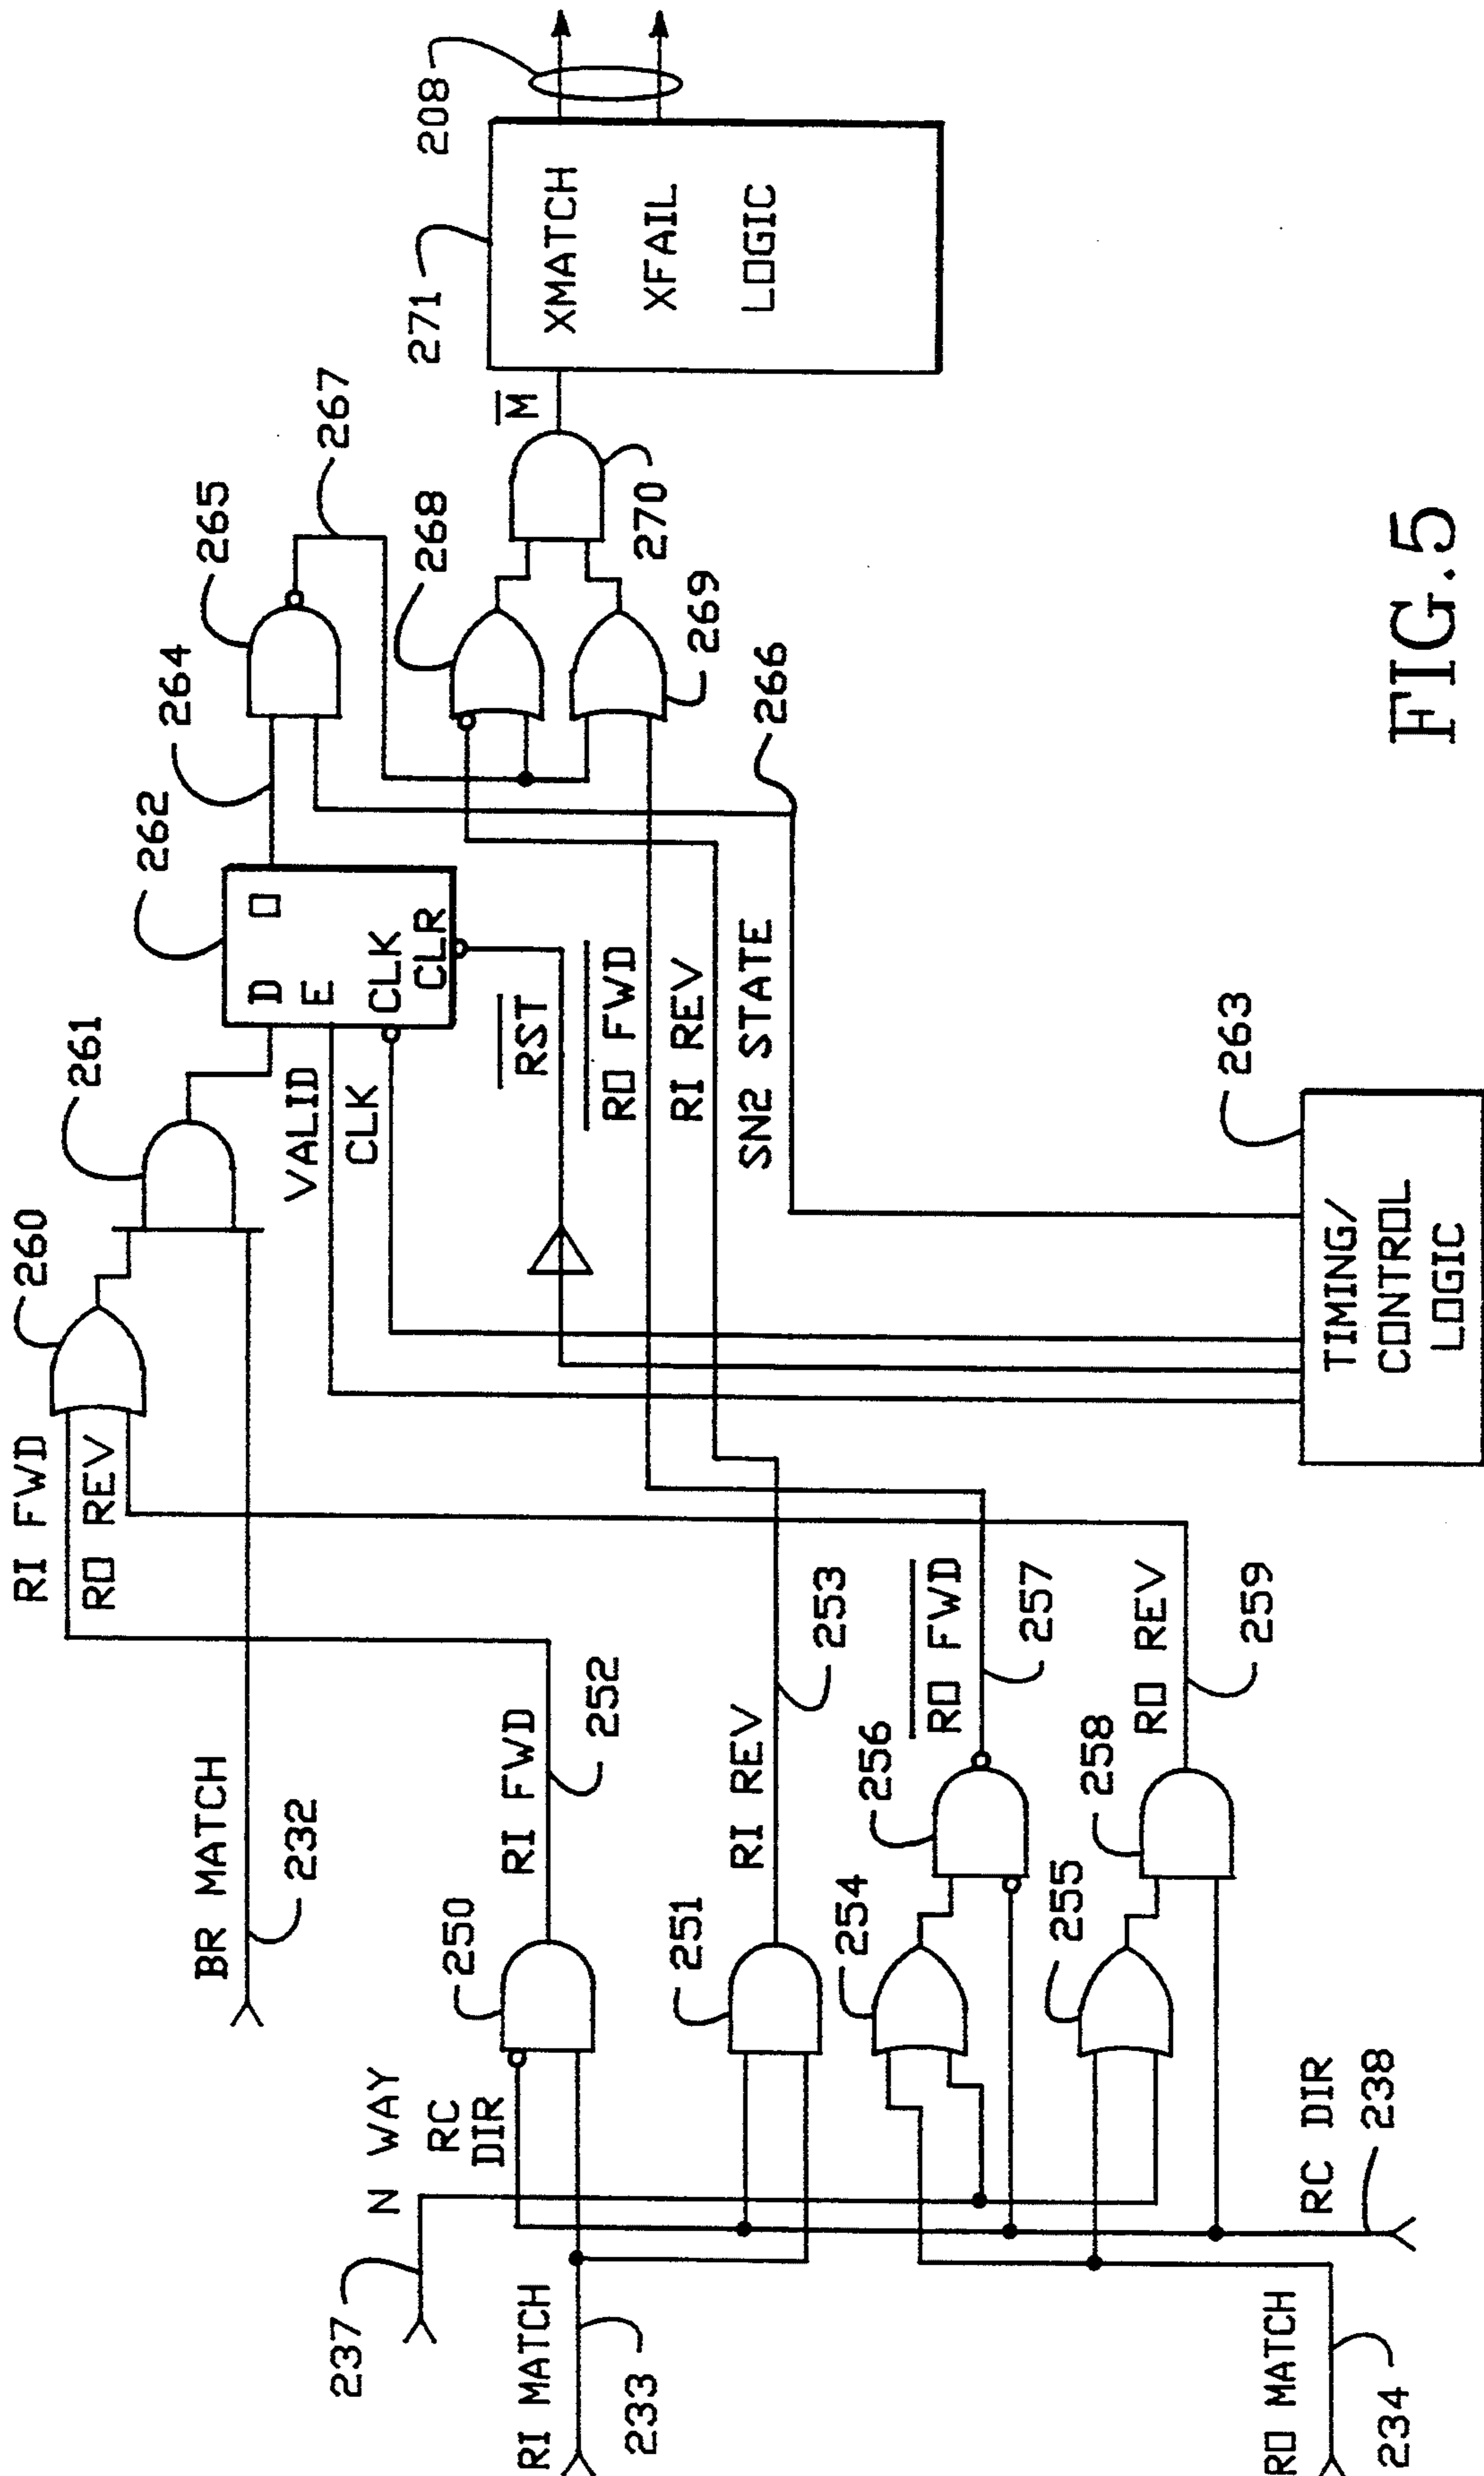 BR MATCH
232
RI FWD
RO REV
260
261
262
264
265
267
VALID
CLK
D
E
CLK
CLR
Q
N WAY
237
RC
DIR
250
RI FWD
252
RI MATCH
233
251
RI REV
253
254
256
RO FWD
257
255
258
RO REV
259
RO MATCH
234
RC DIR
238
RST
RO FWD
RI REV
SN2 STATE
266
268
269
270
M
271
XMATCH
XFAIL
LOGIC
208
263
TIMING/
CONTROL
LOGIC
FIG.5